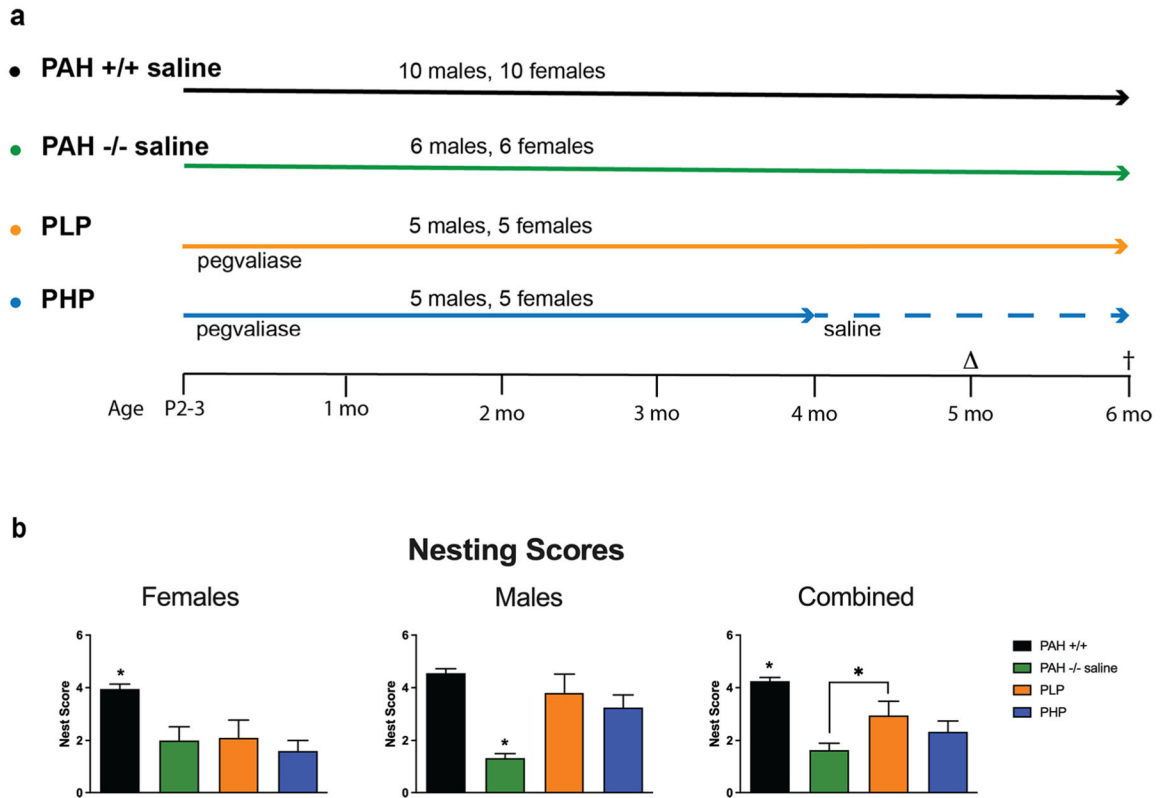 a
• PAH +/+ saline
10 males, 10 females
• PAH -/- saline
6 males, 6 females
• PLP
5 males, 5 females
pegvaliase
• PHP
5 males, 5 females
pegvaliase
saline
Δ †
Age P2-3 1 mo 2 mo 3 mo 4 mo 5 mo 6 mo
b
Nesting Scores
Females
Nest Score
6
4
2
0
*
Males
Nest Score
6
4
2
0
*
Combined
Nest Score
6
4
2
0
*
*
PAH +/+
PAH -/- saline
PLP
PHP